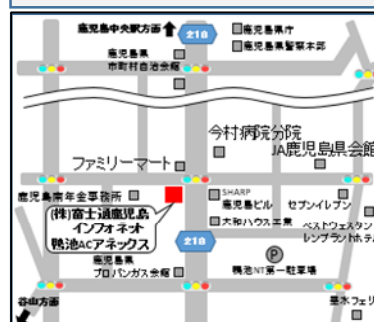 鹿児島中央駅方面
218
鹿児島県庁
鹿児島県警察本部
鹿児島県
市町村自治会館
今村病院分院
JA鹿児島県会館
ファミリーマート
鹿児島南年金事務所
SHARP
鹿児島ビル
セブンイレブン
大和ハウス工業
ベストウェスタン
レンブラントホテル
(株)富士通鹿児島
インフォネット
鴨池ACアネックス
218
鹿児島県
プロパンガス会館
P
鴨池NT第一駐車場
谷山方面
垂水フェリ